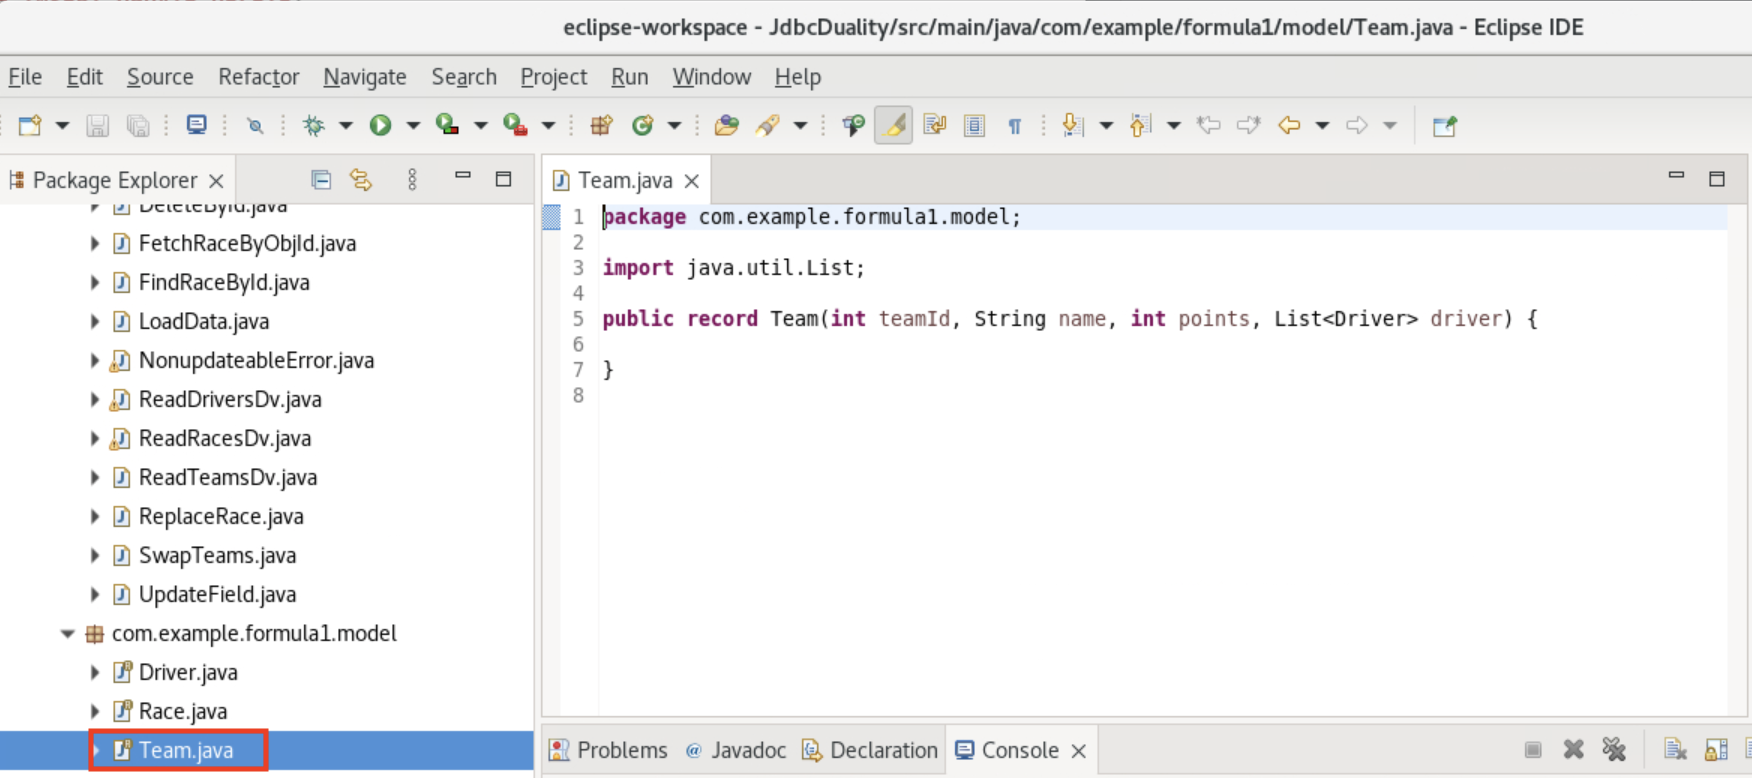 eclipse-workspace - JdbcDuality/src/main/java/com/example/formula1/model/Team.java - Eclipse IDE
File Edit Source Refactor Navigate Search Project Run Window Help
Package Explorer
DeleteById.java
FetchRaceByObjId.java
FindRaceById.java
LoadData.java
NonupdateableError.java
ReadDriversDv.java
ReadRacesDv.java
ReadTeamsDv.java
ReplaceRace.java
SwapTeams.java
UpdateField.java
com.example.formula1.model
Driver.java
Race.java
Team.java
Team.java
1 package com.example.formula1.model;
2
3 import java.util.List;
4
5 public record Team(int teamId, String name, int points, List<Driver> driver) {
6
7 }
8
Problems @ Javadoc Declaration Console